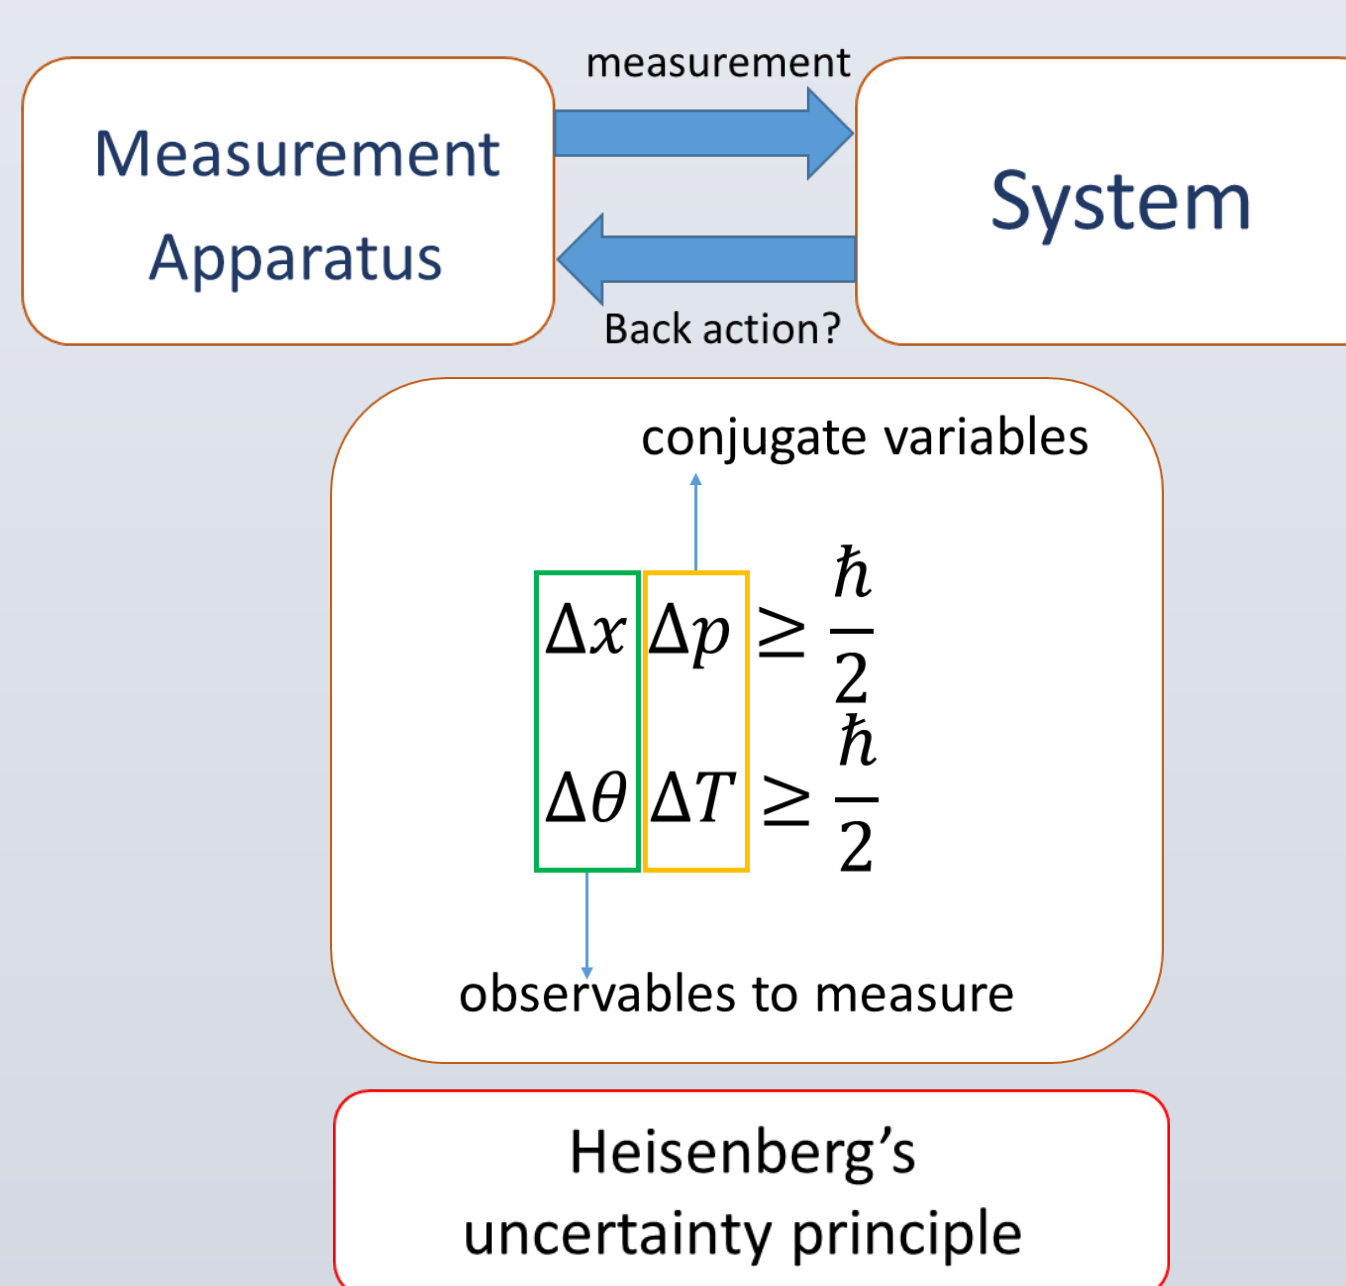 measurement
Measurement
Apparatus
System
Back action?
conjugate variables
Δx Δp ≥ ħ/2
Δθ ΔT ≥ ħ/2
observables to measure
Heisenberg’s
uncertainty principle